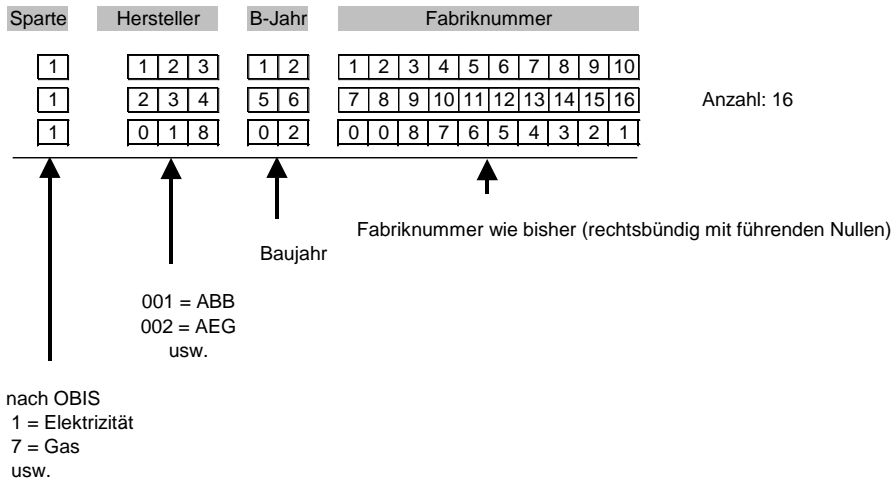 Sparte Hersteller B-Jahr Fabriknummer
1 1 2 3 1 2 1 2 3 4 5 6 7 8 9 10
1 2 3 4 5 6 7 8 9 10 11 12 13 14 15 16 Anzahl: 16
1 0 1 8 0 2 0 0 8 7 6 5 4 3 2 1
Fabriknummer wie bisher (rechtsbündig mit führenden Nullen)
Baujahr
001 = ABB
002 = AEG
usw.
nach OBIS
1 = Elektrizität
7 = Gas
usw.